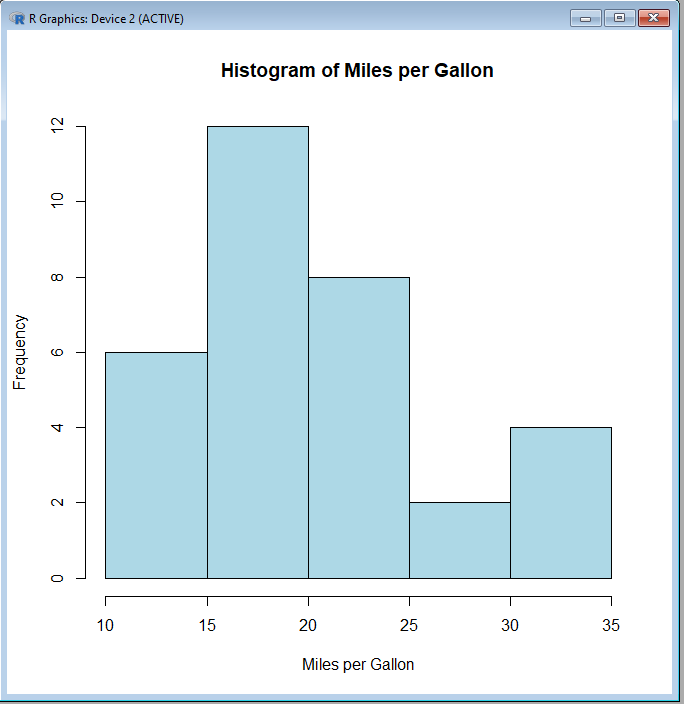 R Graphics: Device 2 (ACTIVE)
Histogram of Miles per Gallon
Frequency
12
10
8
6
4
2
0
10 15 20 25 30 35
Miles per Gallon